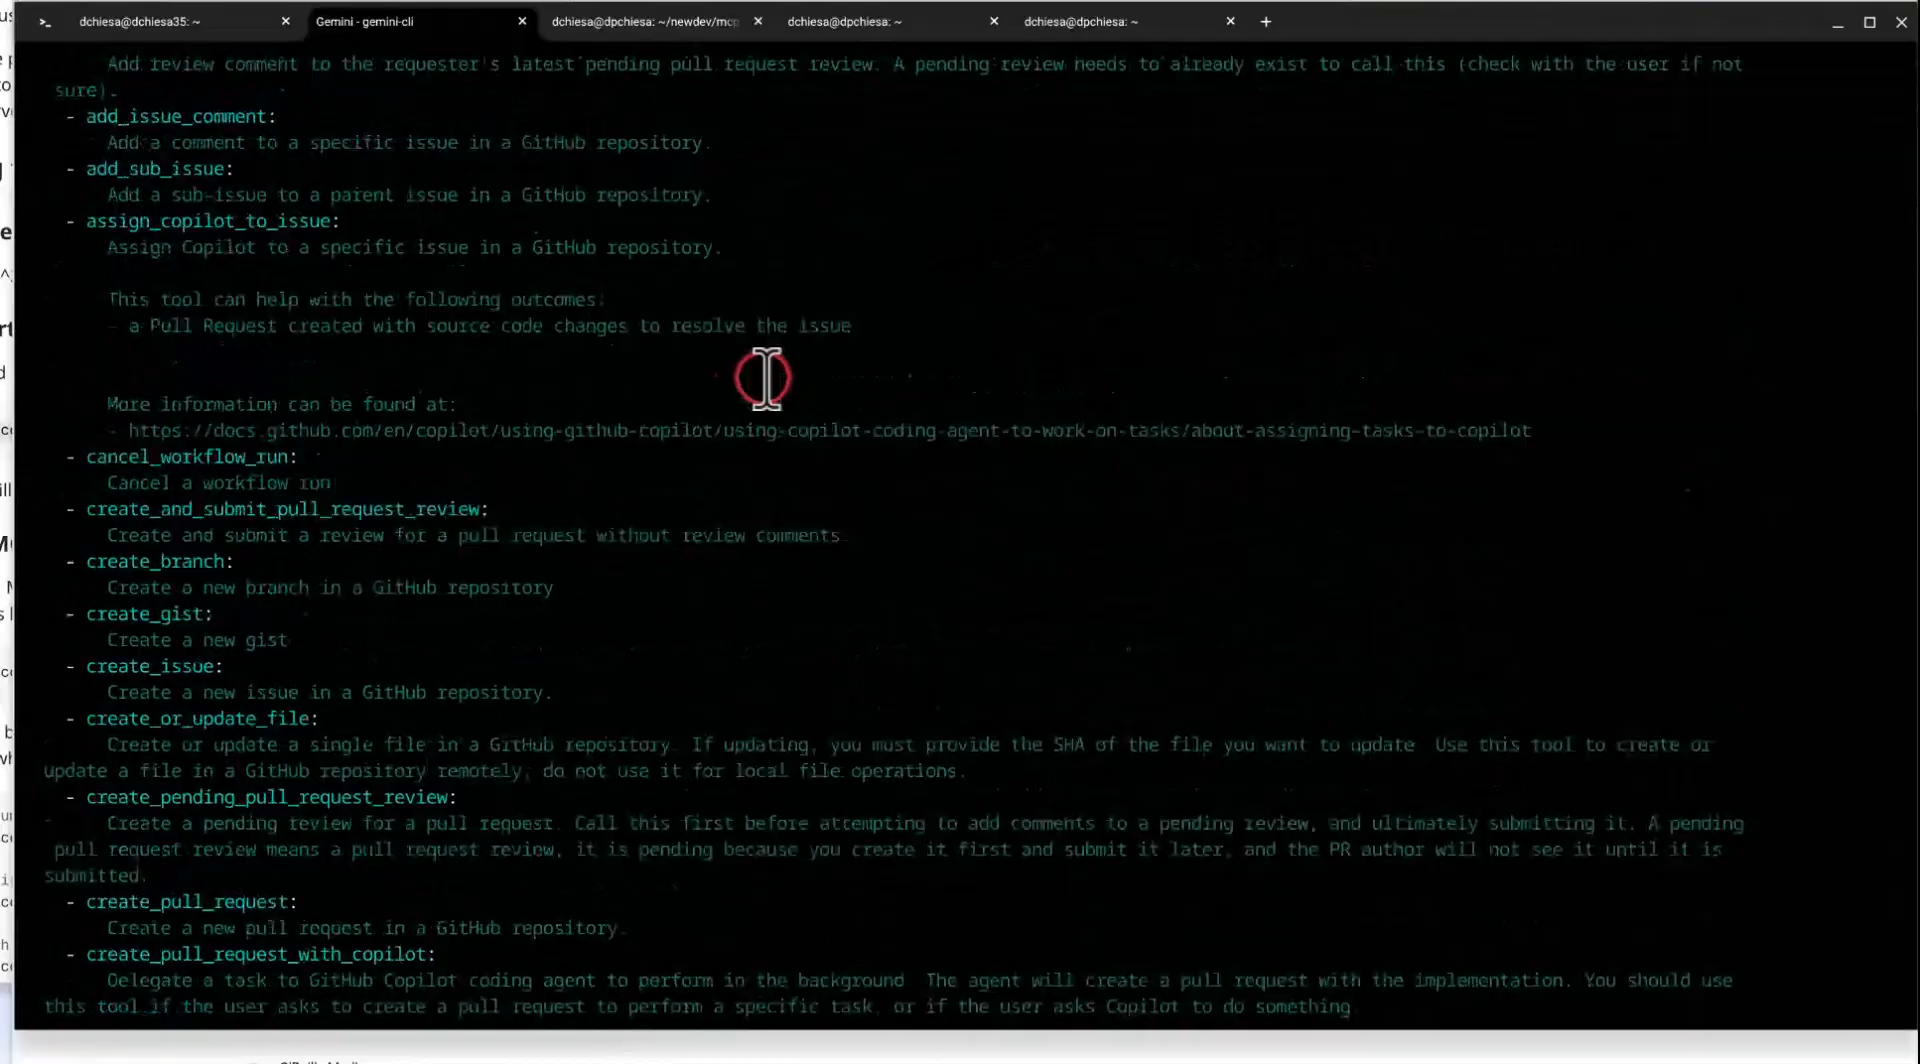 >_ dchiesa@dchiesa35: ~ × Gemini - gemini-cli × dchiesa@dpchiesa: ~/newdev/mcp × dchiesa@dpchiesa: ~ × dchiesa@dpchiesa: ~ × +
Add review comment to the requester's latest pending pull request review. A pending review needs to already exist to call this (check with the user if not
sure).
- add_issue_comment:
Add a comment to a specific issue in a GitHub repository.
- add_sub_issue:
Add a sub-issue to a parent issue in a GitHub repository.
- assign_copilot_to_issue:
Assign Copilot to a specific issue in a GitHub repository.
This tool can help with the following outcomes:
- a Pull Request created with source code changes to resolve the issue
More information can be found at:
- https://docs.github.com/en/copilot/using-github-copilot/using-copilot-coding-agent-to-work-on-tasks/about-assigning-tasks-to-copilot
- cancel_workflow_run:
Cancel a workflow run
- create_and_submit_pull_request_review:
Create and submit a review for a pull request without review comments.
- create_branch:
Create a new branch in a GitHub repository
- create_gist:
Create a new gist
- create_issue:
Create a new issue in a GitHub repository.
- create_or_update_file:
Create or update a single file in a GitHub repository. If updating, you must provide the SHA of the file you want to update. Use this tool to create or
update a file in a GitHub repository remotely; do not use it for local file operations.
- create_pending_pull_request_review:
Create a pending review for a pull request. Call this first before attempting to add comments to a pending review, and ultimately submitting it. A pending
pull request review means a pull request review, it is pending because you create it first and submit it later, and the PR author will not see it until it is
submitted.
- create_pull_request:
Create a new pull request in a GitHub repository.
- create_pull_request_with_copilot:
Delegate a task to GitHub Copilot coding agent to perform in the background. The agent will create a pull request with the implementation. You should use
this tool if the user asks to create a pull request to perform a specific task, or if the user asks Copilot to do something.